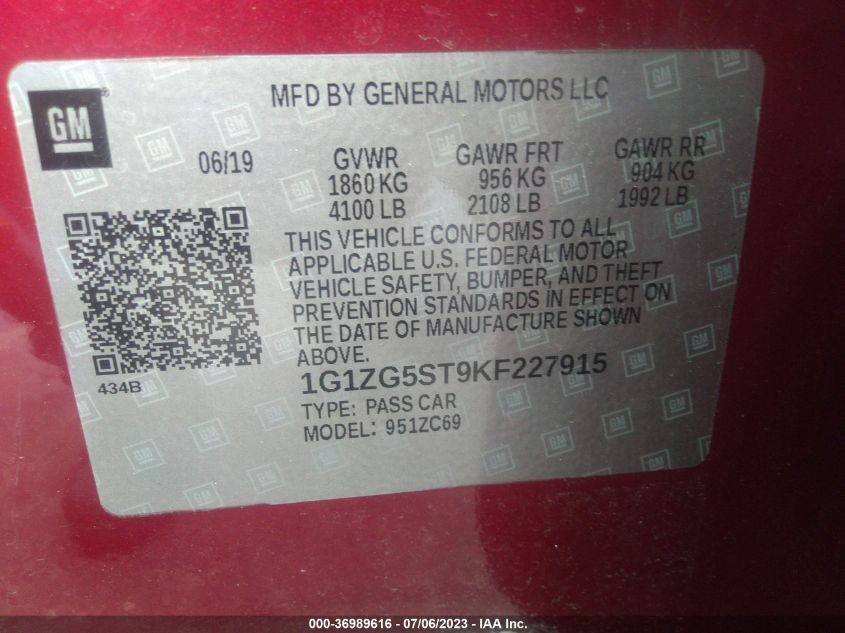 MFD BY GENERAL MOTORS LLC
GM®
06/19
GVWR
1860 KG
4100 LB
GAWR FRT
956 KG
2108 LB
GAWR RR
904 KG
1992 LB
THIS VEHICLE CONFORMS TO ALL
APPLICABLE U.S. FEDERAL MOTOR
VEHICLE SAFETY, BUMPER, AND THEFT
PREVENTION STANDARDS IN EFFECT ON
THE DATE OF MANUFACTURE SHOWN
ABOVE.
434B
1G1ZG5ST9KF227915
TYPE: PASS CAR
MODEL: 951ZC69
000-36989616 - 07/06/2023 - IAA Inc.